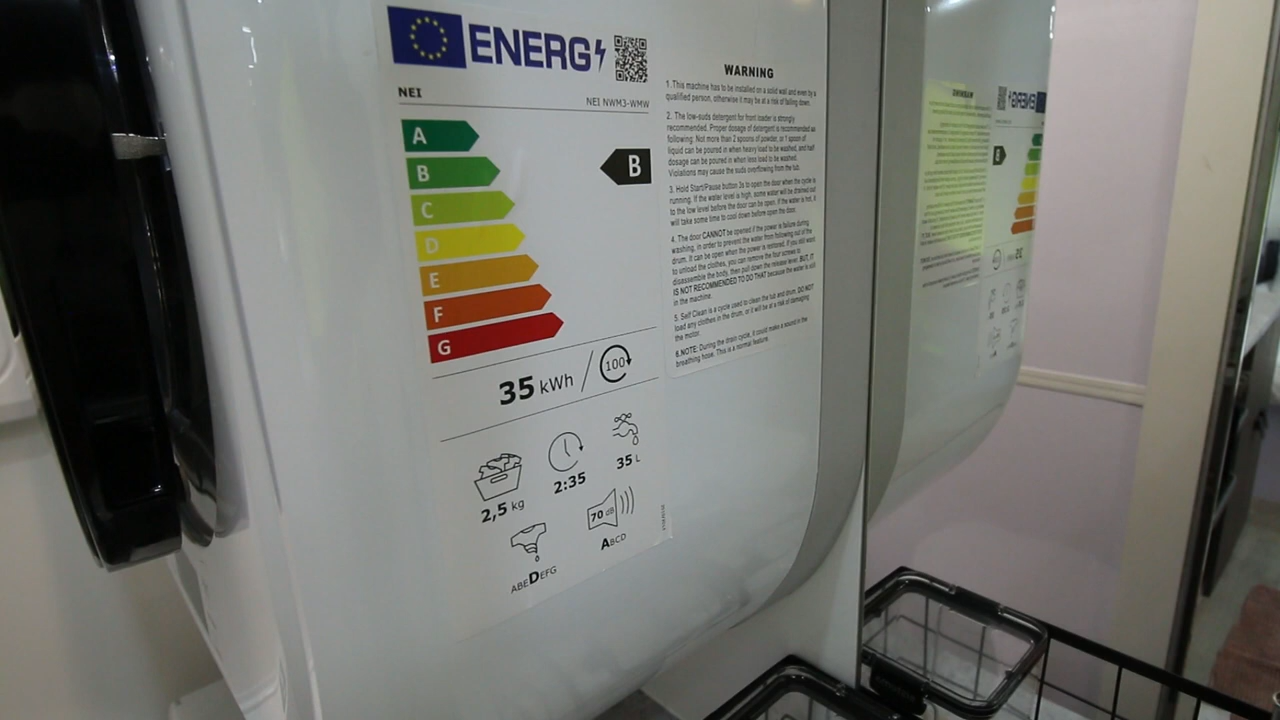 ENERG
NEI
NEI NWM3-WMW
A
B
B
C
D
E
F
G
35 kWh / 100
2,5 kg
2:35
35 L
ABEDEFG
70 dB
ABCD
WARNING
1. This machine has to be installed on a solid wall and even by a
qualified person, otherwise it may be at a risk of falling down.
2. The low-suds detergent for front loader is strongly
recommended. Proper dosage of detergent is recommended as
following: Not more than 2 spoons of powder, or 1 spoon of
liquid can be poured in when heavy load to be washed, and half
dosage can be poured in when less load to be washed.
Violations may cause the suds overflowing from the tub.
3. Hold Start/Pause button 3s to open the door when the cycle is
running. If the water level is high, some water will be drained out
to the low level before the door can be open. If the water is hot, it
will take some time to cool down before open the door.
4. The door CANNOT be opened if the power is failure during
washing, in order to prevent the water from following out of the
drum. It can be open when the power is restored. If you still want
to unload the clothes, you can remove the four screws to
disassemble the body, then pull down the release level. BUT, IT
IS NOT RECOMMENDED TO DO THAT because the water is still
in the machine.
5. Self Clean is a cycle used to clean the tub and drum. DO NOT
load any clothes in the drum, or it will be at a risk of damaging
the motor.
6.NOTE: During the drain cycle, it could make a sound in the
breathing hose. This is a normal feature.